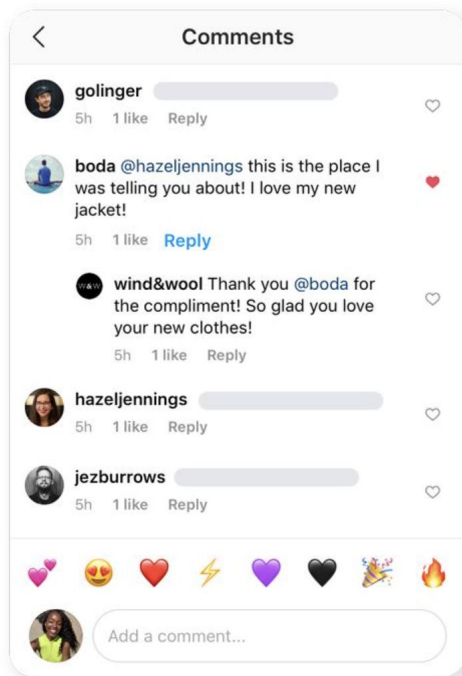 Comments
golinger
5h 1 like Reply
boda @hazeljennings this is the place I
was telling you about! I love my new
jacket!
5h 1 like Reply
W&W
wind&wool Thank you @boda for
the compliment! So glad you love
your new clothes!
5h 1 like Reply
hazeljennings
5h 1 like Reply
jezburrows
5h 1 like Reply
Add a comment...